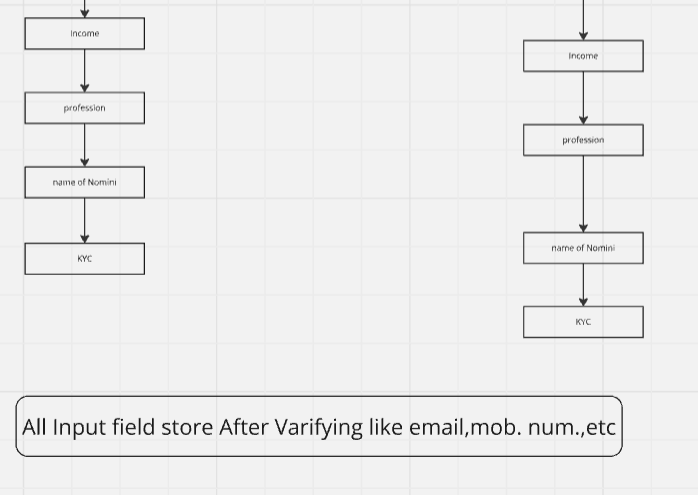 Income
profession
name of Nomini
KYC
Income
profession
name of Nomini
KYC
All Input field store After Varifying like email,mob. num.,etc